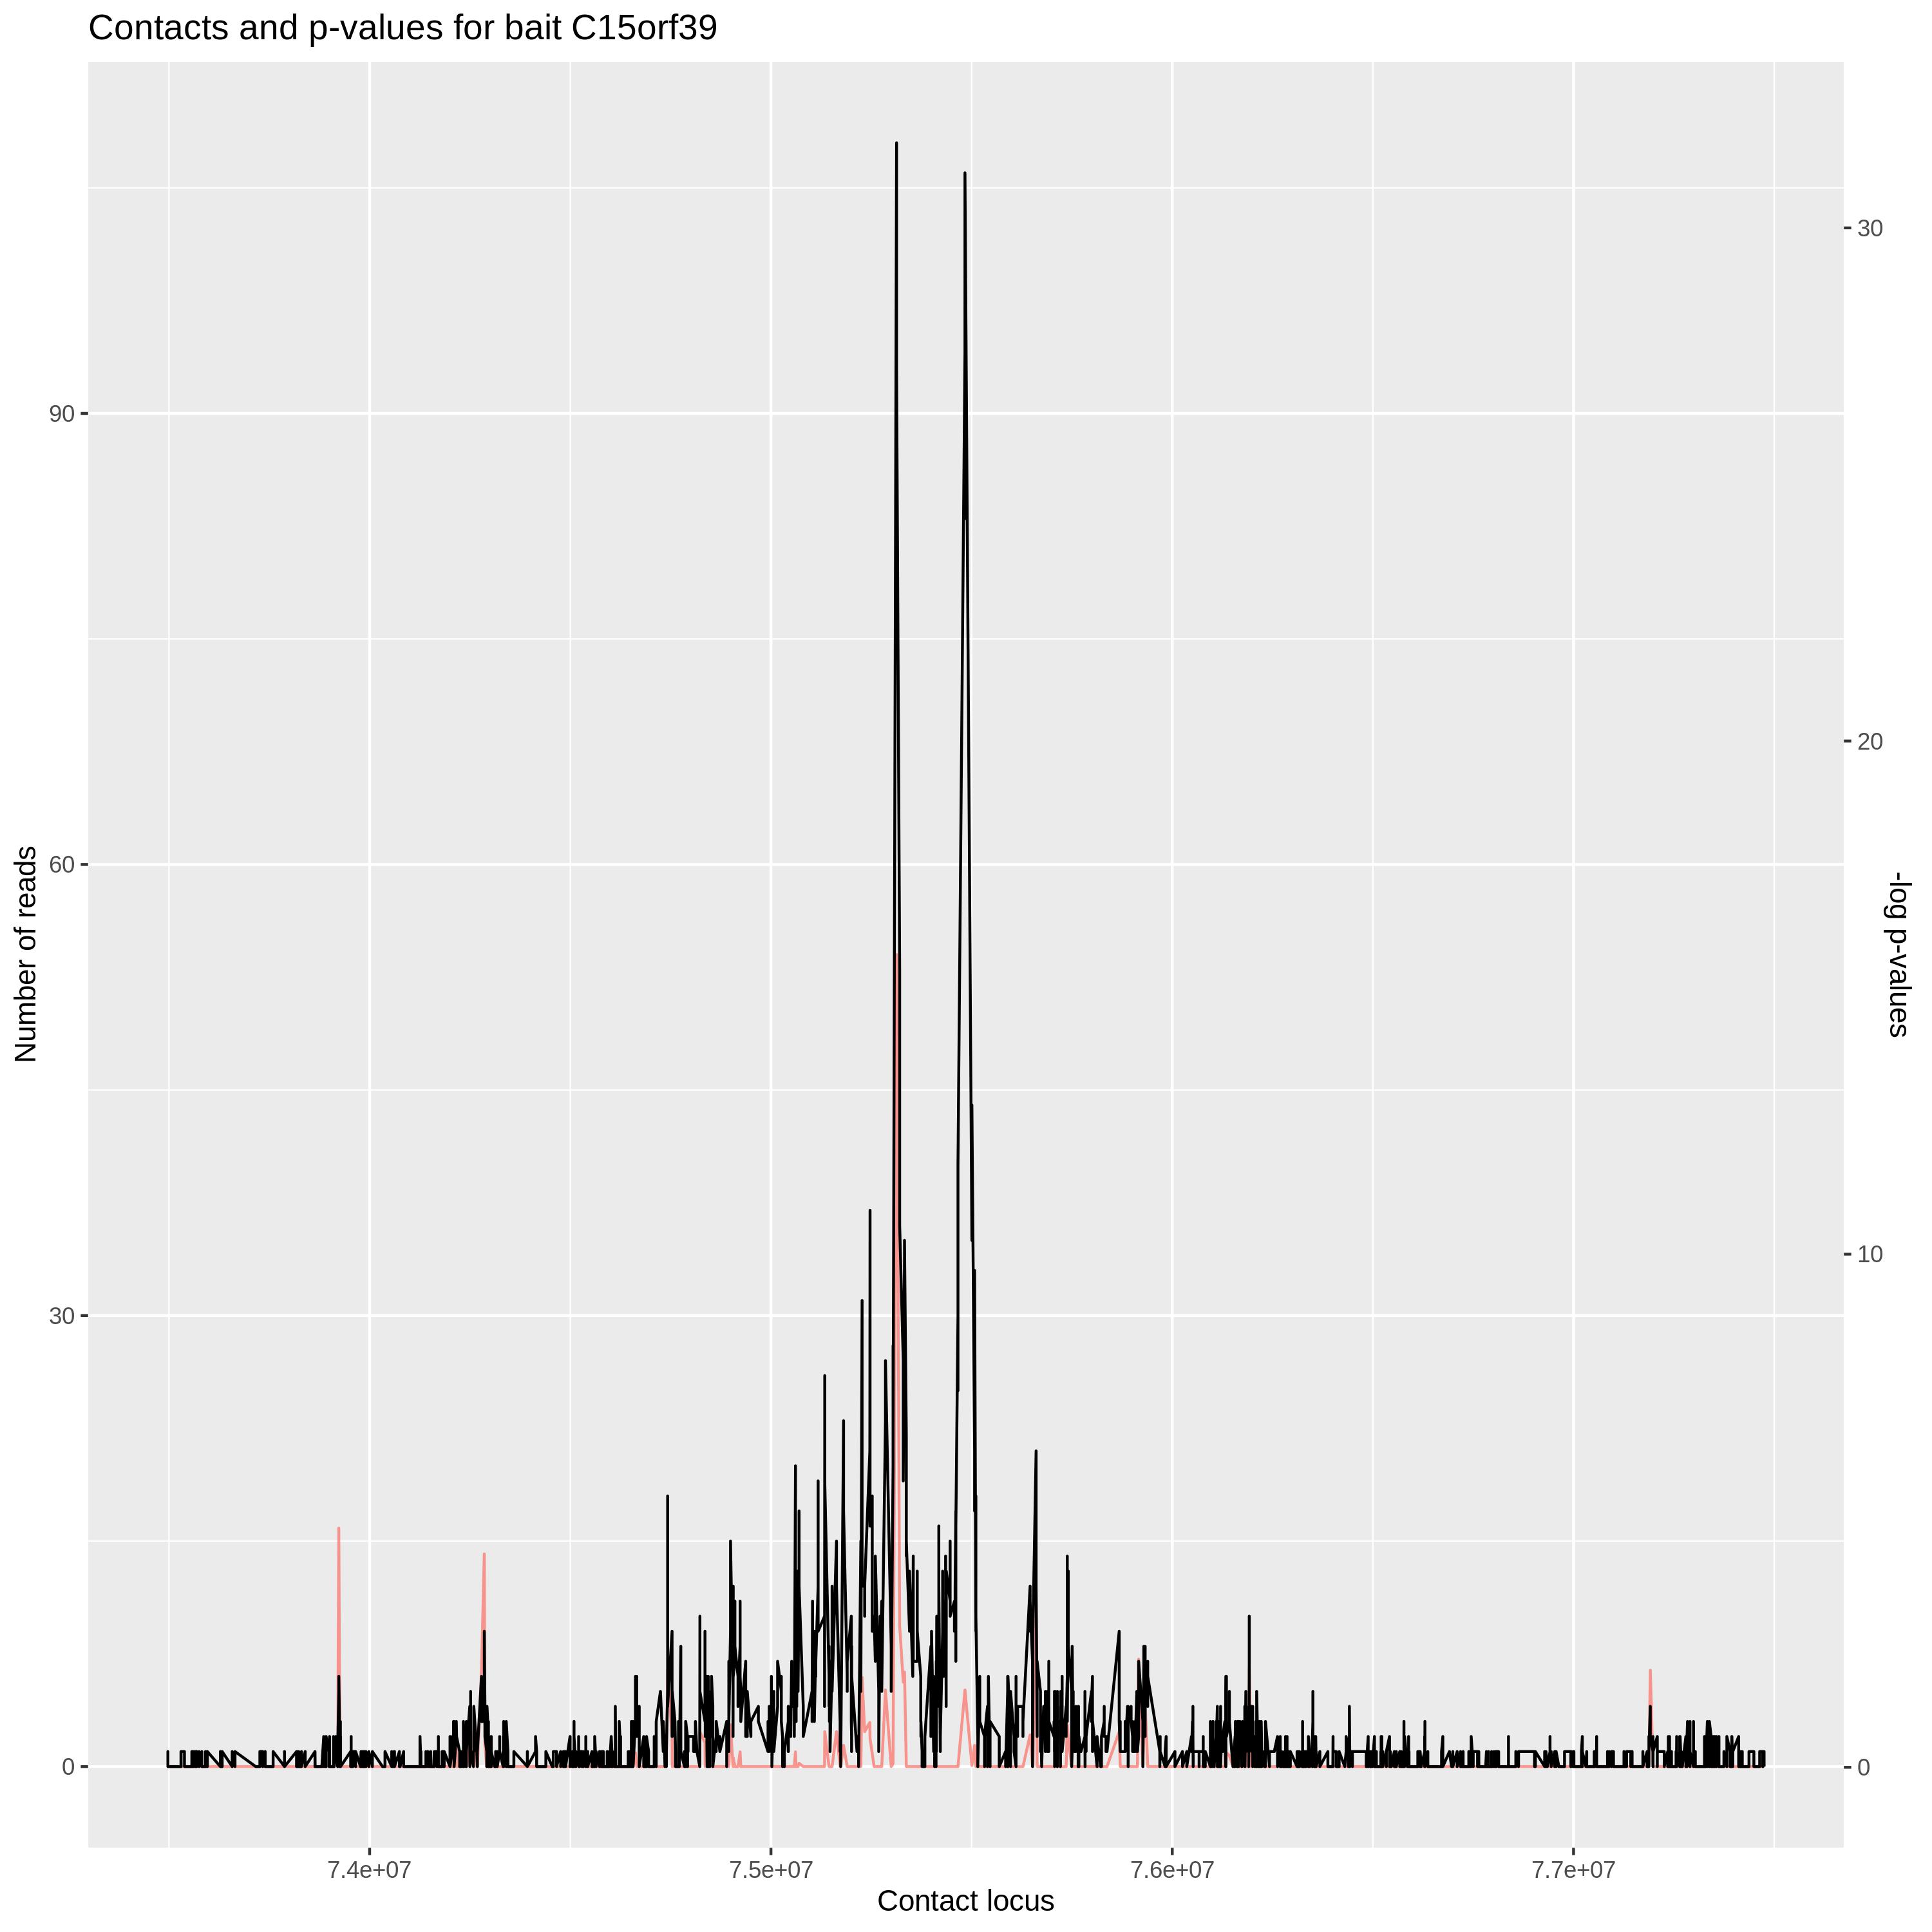 Contacts and p-values for bait C15orf39
90
60
30
0
Number of reads
30
20
10
0
-log p-values
7.4e+07
7.5e+07
7.6e+07
7.7e+07
Contact locus